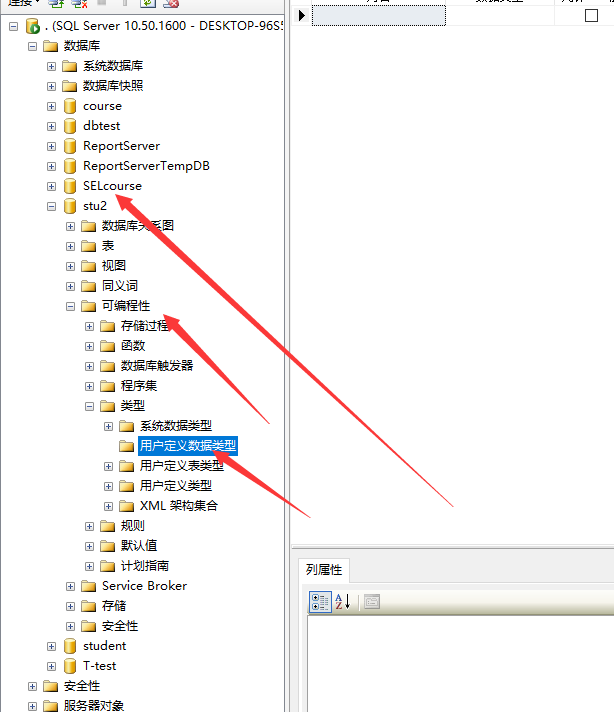 连接
. (SQL Server 10.50.1600 - DESKTOP-96S5
数据库
系统数据库
数据库快照
course
dbtest
ReportServer
ReportServerTempDB
SELcourse
stu2
数据库关系图
表
视图
同义词
可编程性
存储过程
函数
数据库触发器
程序集
类型
系统数据类型
用户定义数据类型
用户定义表类型
用户定义类型
XML 架构集合
规则
默认值
计划指南
Service Broker
存储
安全性
student
T-test
安全性
服务器对象
列属性